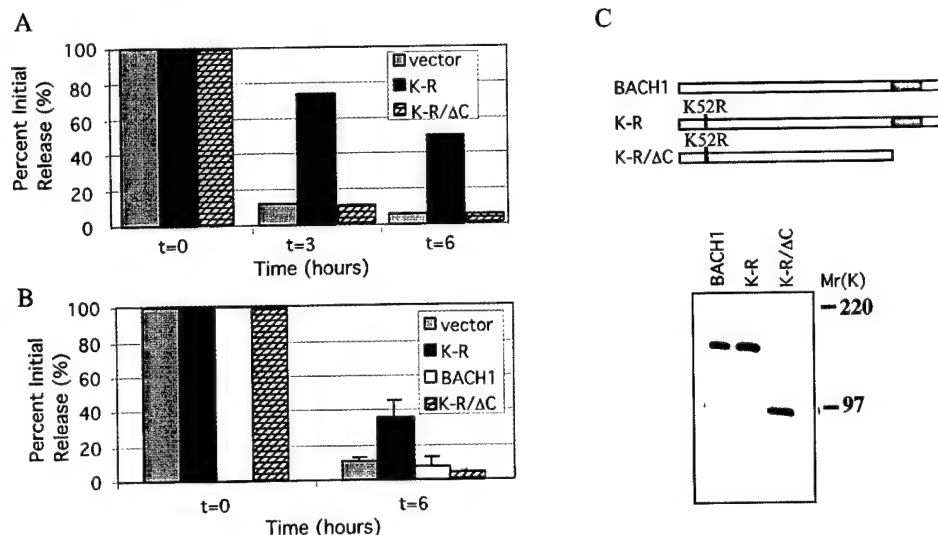 A
Percent Initial
Release (%)
100
80
60
40
20
0
vector
K-R
K-R/ΔC
t=0
t=3
t=6
Time (hours)
B
Percent Initial
Release (%)
100
80
60
40
20
0
vector
K-R
BACH1
K-R/ΔC
t=0
t=6
Time (hours)
C
BACH1
K52R
K-R
K52R
K-R/ΔC
BACH1
K-R
K-R/ΔC
Mr(K)
220
97